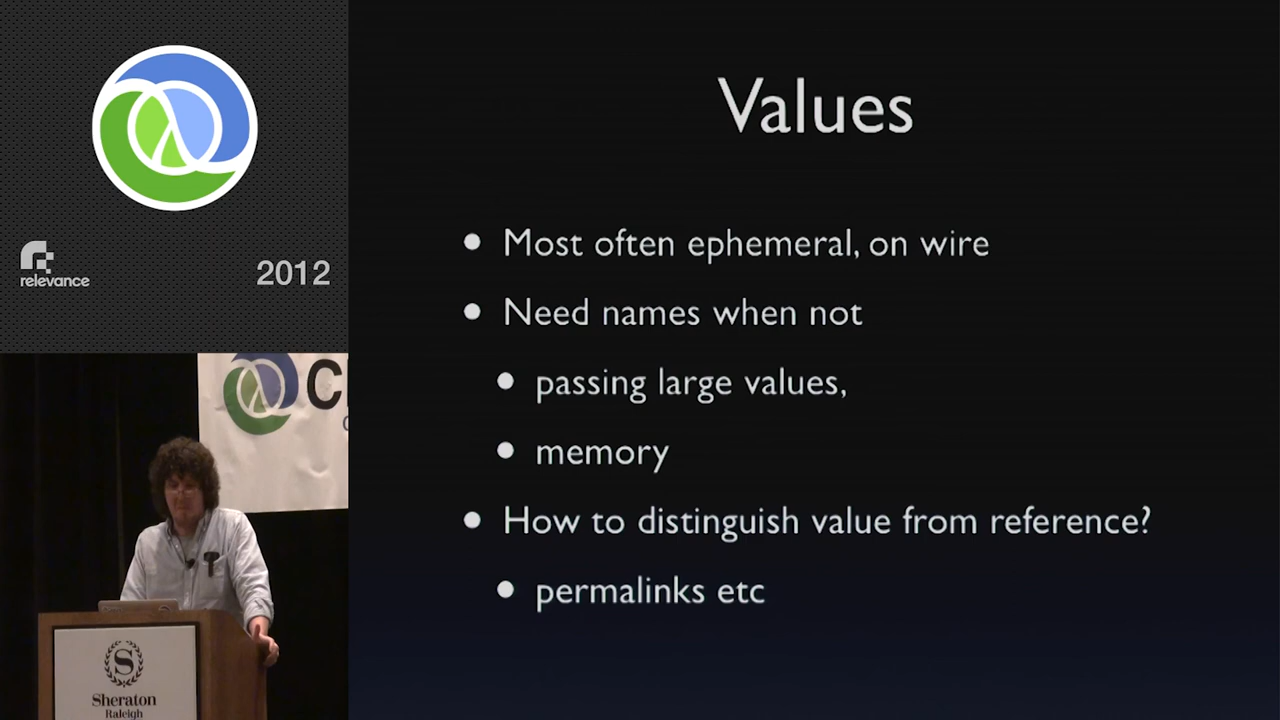 relevance
2012
Values
Most often ephemeral, on wire
Need names when not
passing large values,
memory
How to distinguish value from reference?
permalinks etc
S
Sheraton
Raleigh